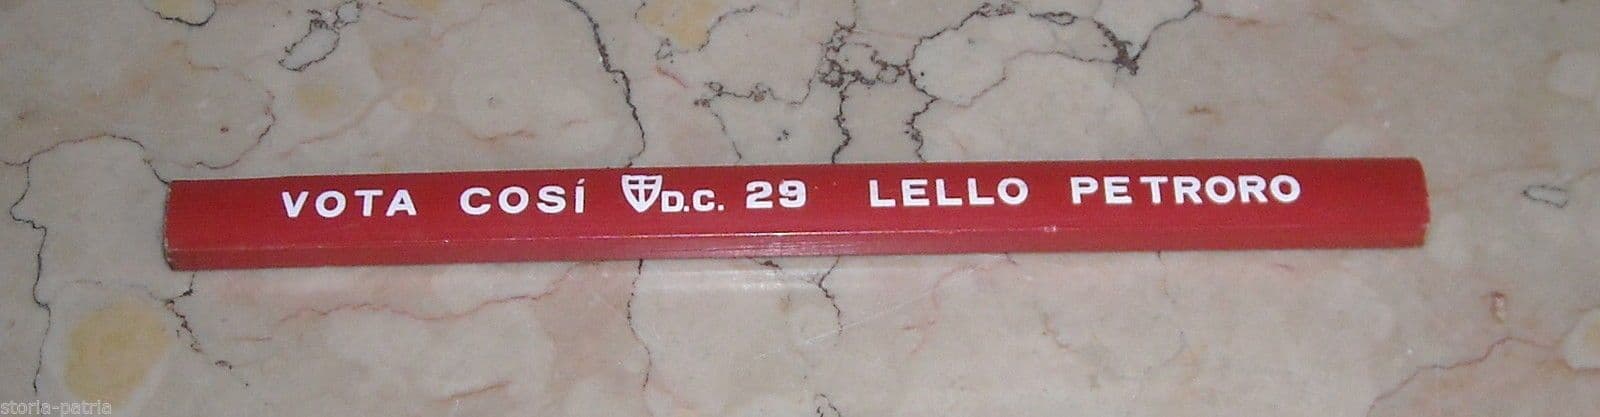 VOTA COSÍ D.C. 29 LELLO PETRORO
storia-patria